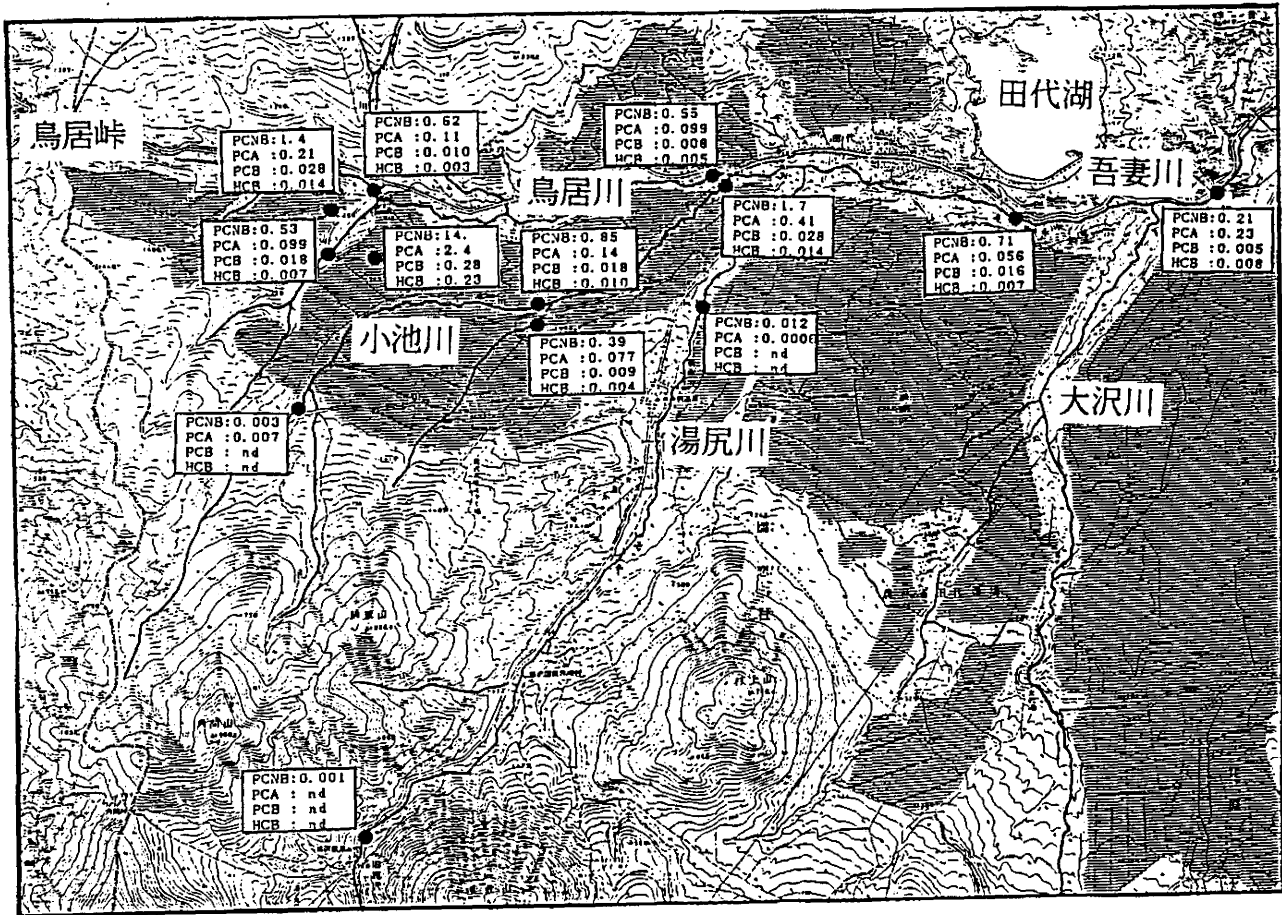 田代湖
鳥居峠
PCNB:1.4
PCA :0.21
PCB :0.028
HCB :0.014
PCNB:0.62
PCA :0.11
PCB :0.010
HCB :0.003
PCNB:0.55
PCA :0.099
PCB :0.008
HCB :0.005
吾妻川
鳥居川
PCNB:0.53
PCA :0.099
PCB :0.018
HCB :0.007
PCNB:14.
PCA :2.4
PCB :0.28
HCB :0.23
PCNB:0.85
PCA :0.14
PCB :0.018
HCB :0.010
PCNB:1.7
PCA :0.41
PCB :0.028
HCB :0.014
PCNB:0.71
PCA :0.056
PCB :0.016
HCB :0.007
PCNB:0.21
PCA :0.23
PCB :0.005
HCB :0.008
小池川
PCNB:0.39
PCA :0.077
PCB :0.009
HCB :0.004
PCNB:0.012
PCA :0.0006
PCB : nd
HCB : nd
大沢川
PCNB:0.003
PCA :0.007
PCB : nd
HCB : nd
湯尻川
PCNB:0.001
PCA : nd
PCB : nd
HCB : nd